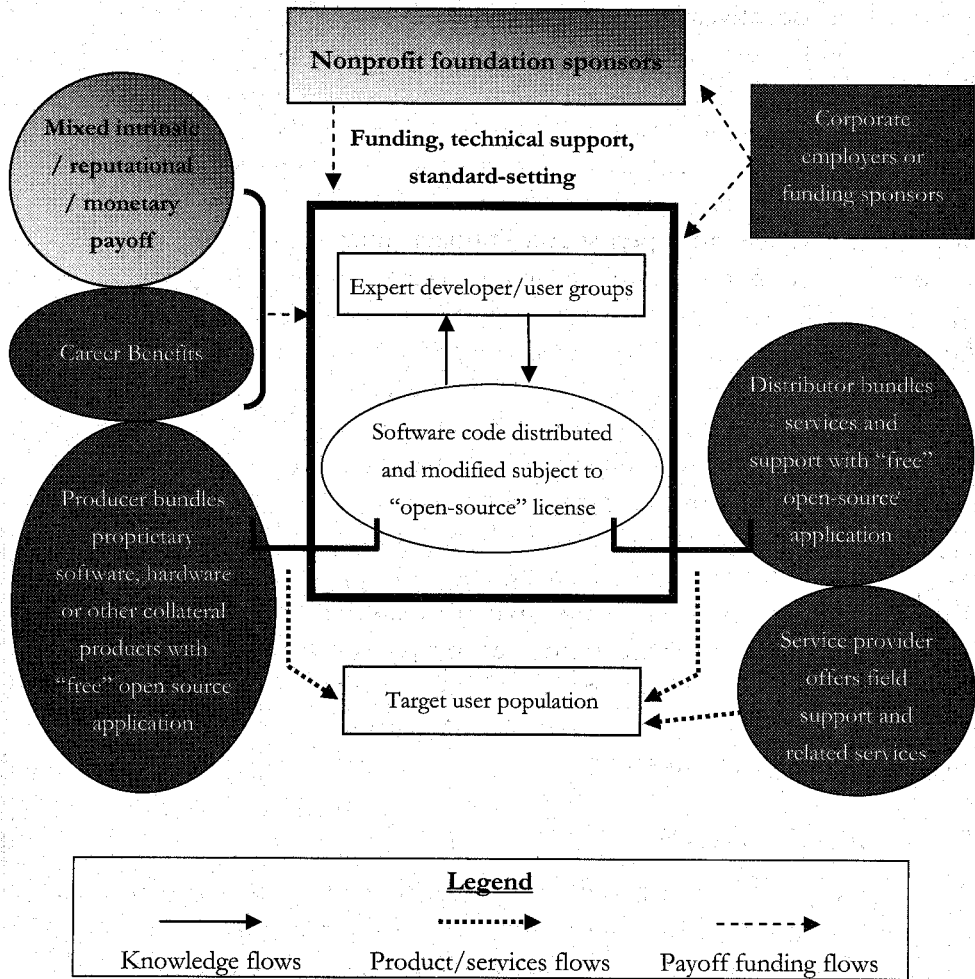 Nonprofit foundation sponsors
Mixed intrinsic
/ reputational
/ monetary
payoff
Funding, technical support,
standard-setting
Corporate
employers or
funding sponsors
Expert developer/user groups
Career Benefits
Software code distributed
and modified subject to
“open-source” license
Distributor bundles
services and
support with “free”
open-source
application
Producer bundles
proprietary
software, hardware
or other collateral
products with
“free” open source
application
Target user population
Service provider
offers field
support and
related services
Legend
Knowledge flows
Product/services flows
Payoff funding flows